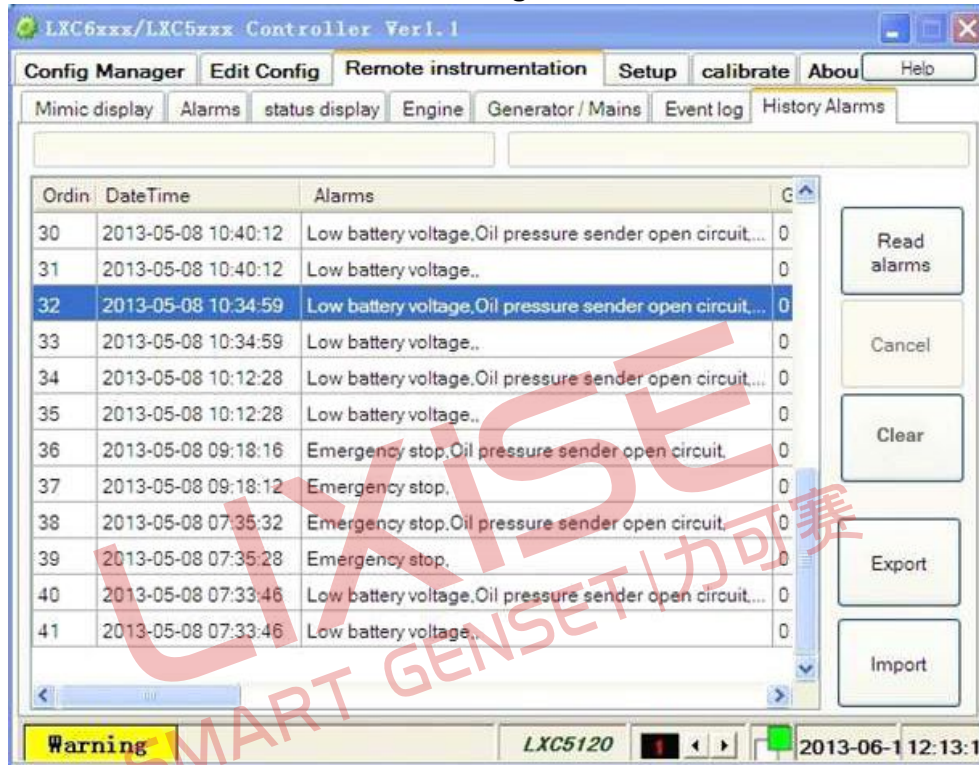 LXC6xxx/LXC5xxx Controller Ver1.1
Config Manager Edit Config Remote instrumentation Setup calibrate Abou Help
Mimic display Alarms status display Engine Generator / Mains Event log History Alarms
Ordin DateTime Alarms G
30 2013-05-08 10:40:12 Low battery voltage,Oil pressure sender open circuit,... 0
31 2013-05-08 10:40:12 Low battery voltage,, 0
32 2013-05-08 10:34:59 Low battery voltage,Oil pressure sender open circuit,... 0
33 2013-05-08 10:34:59 Low battery voltage,, 0
34 2013-05-08 10:12:28 Low battery voltage,Oil pressure sender open circuit,... 0
35 2013-05-08 10:12:28 Low battery voltage,, 0
36 2013-05-08 09:18:16 Emergency stop,Oil pressure sender open circuit, 0
37 2013-05-08 09:18:12 Emergency stop, 0
38 2013-05-08 07:35:32 Emergency stop,Oil pressure sender open circuit, 0
39 2013-05-08 07:35:28 Emergency stop, 0
40 2013-05-08 07:33:46 Low battery voltage,Oil pressure sender open circuit,... 0
41 2013-05-08 07:33:46 Low battery voltage,, 0
Read
alarms
Cancel
Clear
Export
Import
LIXISE
SMART GENSET|力可赛
Warning LXC5120 1 2013-06-1 12:13:1